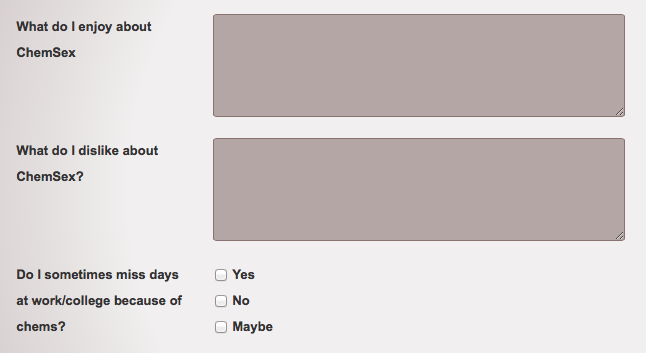 What do I enjoy about
ChemSex
What do I dislike about
ChemSex?
Do I sometimes miss days
at work/college because of
chems?
Yes
No
Maybe